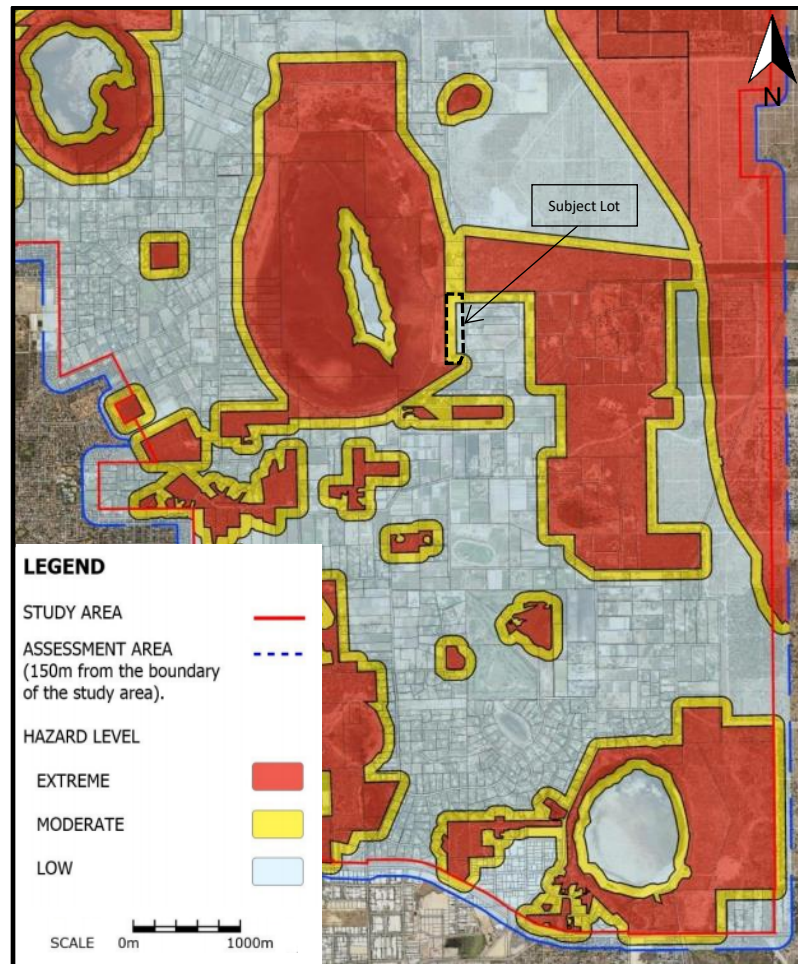 N
Subject Lot
LEGEND
STUDY AREA
ASSESSMENT AREA
(150m from the boundary
of the study area).
HAZARD LEVEL
EXTREME
MODERATE
LOW
SCALE 0m 1000m